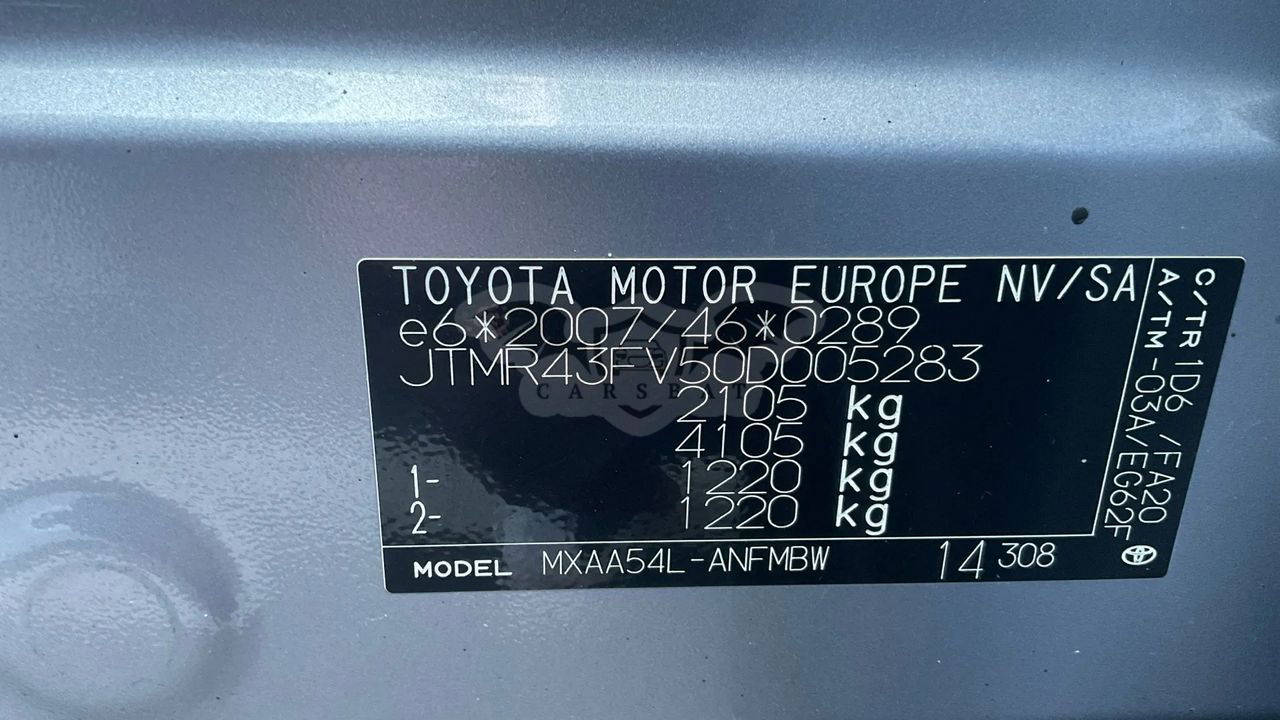 TOYOTA MOTOR EUROPE NV/SA
e6*2007/46*0289
JTMR43FV50D005283
2105 kg
4105 kg
1- 1220 kg
2- 1220 kg
MODEL MXAA54L-ANFMBW 14 308
C/TR 1D6 /FA20
A/TM -03A/EG62F
CARSEAT